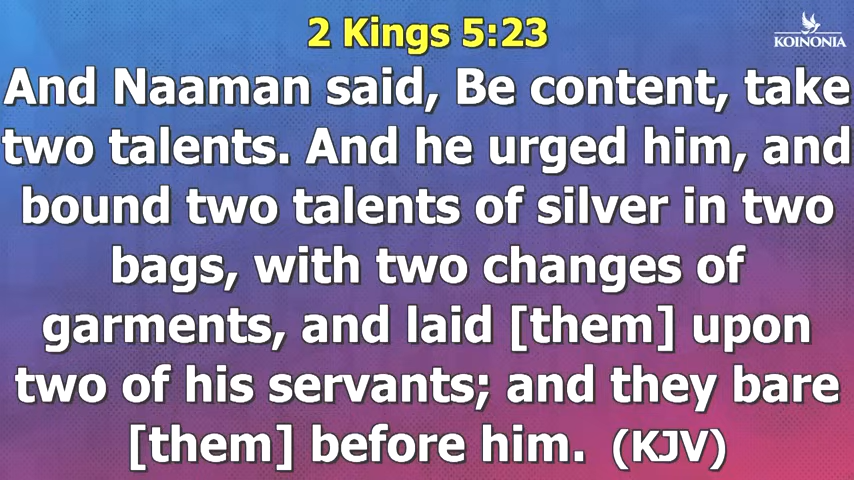 2 Kings 5:23
KOINONIA
And Naaman said, Be content, take
two talents. And he urged him, and
bound two talents of silver in two
bags, with two changes of
garments, and laid [them] upon
two of his servants; and they bare
[them] before him. (KJV)